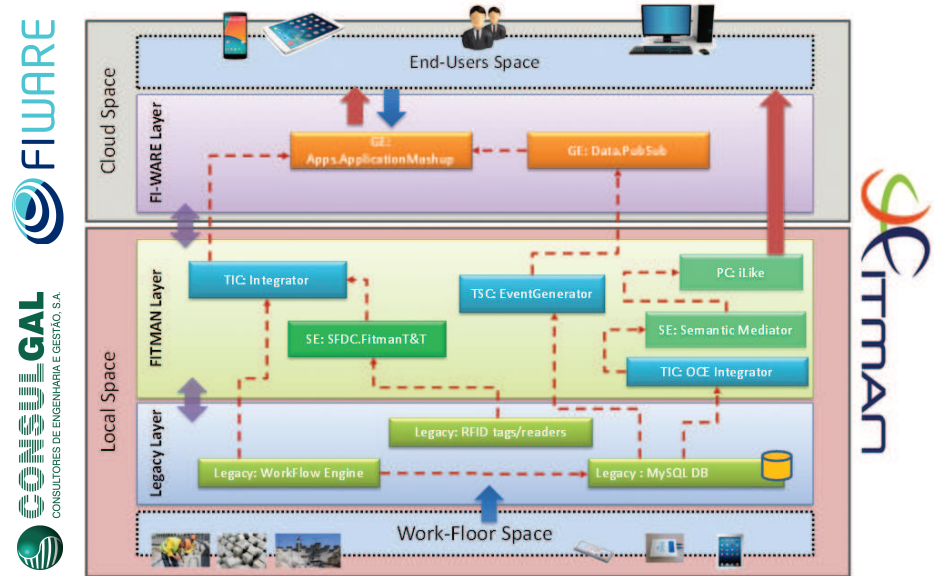 FIWARE
CONSULGAL
CONSULTORES DE ENGENHARIA E GESTÃO, S.A.
Cloud Space
End-Users Space
FI-WARE Layer
GE:
Apps.ApplicationMashup
GE: Data.PubSub
Local Space
FITMAN Layer
TIC: Integrator
TSC: EventGenerator
PC: iLike
SE: SFDC.FitmanT&T
SE: Semantic Mediator
TIC: OCE Integrator
Legacy Layer
Legacy: RFID tags/readers
Legacy: WorkFlow Engine
Legacy : MySQL DB
Work-Floor Space
FITMAN